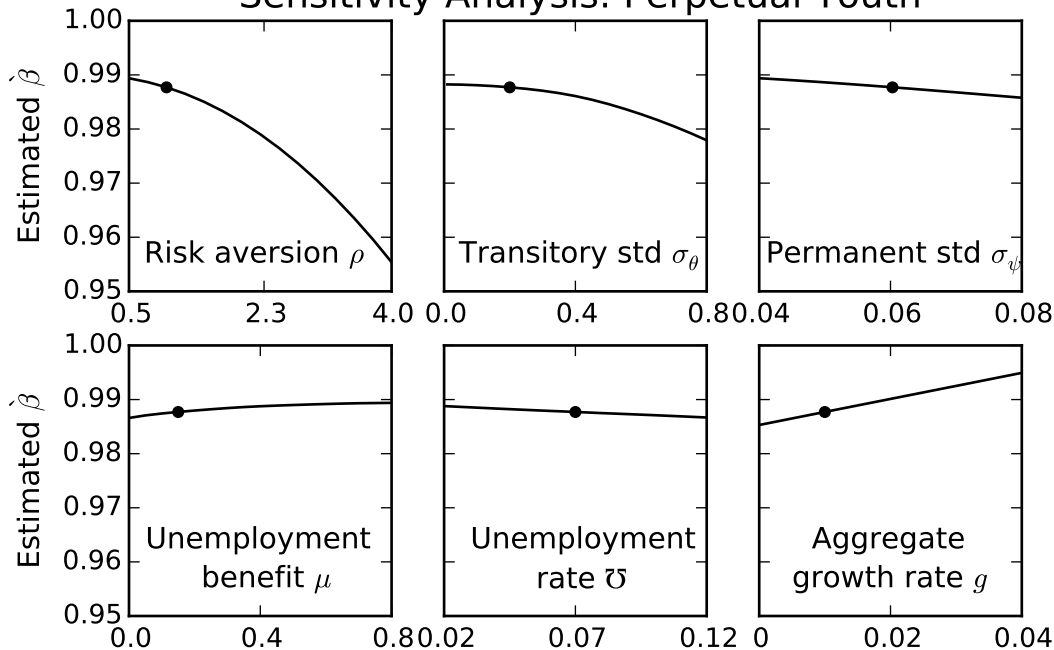 Sensitivity Analysis: Perpetual Youth
1.00
0.99
0.98
0.97
0.96
0.95
Estimated β̀
Risk aversion ρ
0.5 2.3 4.0
Transitory std σ_θ
0.0 0.4 0.8
Permanent std σ_ψ
0.04 0.06 0.08
1.00
0.99
0.98
0.97
0.96
0.95
Estimated β̀
Unemployment
benefit μ
0.0 0.4 0.8
Unemployment
rate ℧
0.02 0.07 0.12
Aggregate
growth rate g
0 0.02 0.04